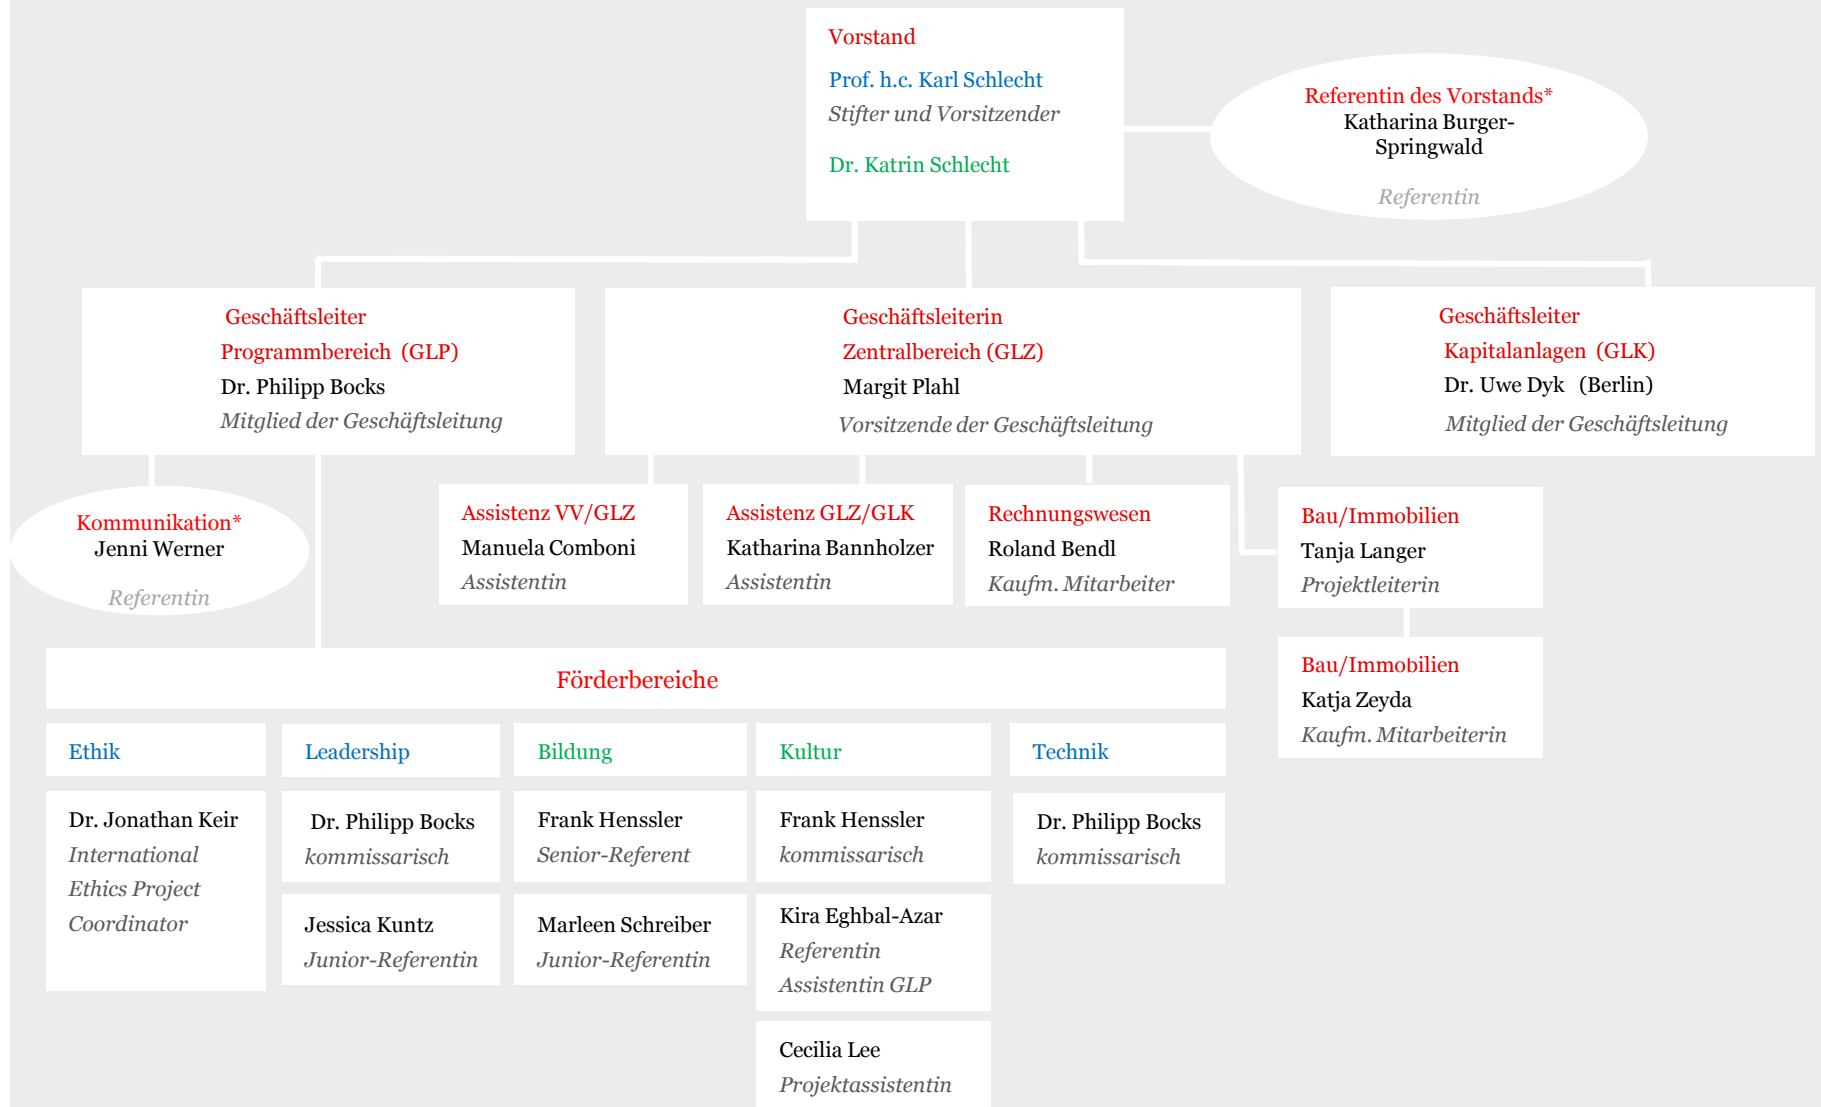 Vorstand
Prof. h.c. Karl Schlecht
Stifter und Vorsitzender
Dr. Katrin Schlecht
Referentin des Vorstands*
Katharina Burger-
Springwald
Referentin
Geschäftsleiter
Programmbereich (GLP)
Dr. Philipp Bocks
Mitglied der Geschäftsleitung
Geschäftsleiterin
Zentralbereich (GLZ)
Margit Plahl
Vorsitzende der Geschäftsleitung
Geschäftsleiter
Kapitalanlagen (GLK)
Dr. Uwe Dyk (Berlin)
Mitglied der Geschäftsleitung
Kommunikation*
Jenni Werner
Referentin
Assistenz VV/GLZ
Manuela Comboni
Assistentin
Assistenz GLZ/GLK
Katharina Bannholzer
Assistentin
Rechnungswesen
Roland Bendl
Kaufm. Mitarbeiter
Bau/Immobilien
Tanja Langer
Projektleiterin
Bau/Immobilien
Katja Zeyda
Kaufm. Mitarbeiterin
Förderbereiche
Ethik
Dr. Jonathan Keir
International
Ethics Project
Coordinator
Leadership
Dr. Philipp Bocks
kommissarisch
Jessica Kuntz
Junior-Referentin
Bildung
Frank Henssler
Senior-Referent
Marleen Schreiber
Junior-Referentin
Kultur
Frank Henssler
kommissarisch
Kira Eghbal-Azar
Referentin
Assistentin GLP
Cecilia Lee
Projektassistentin
Technik
Dr. Philipp Bocks
kommissarisch